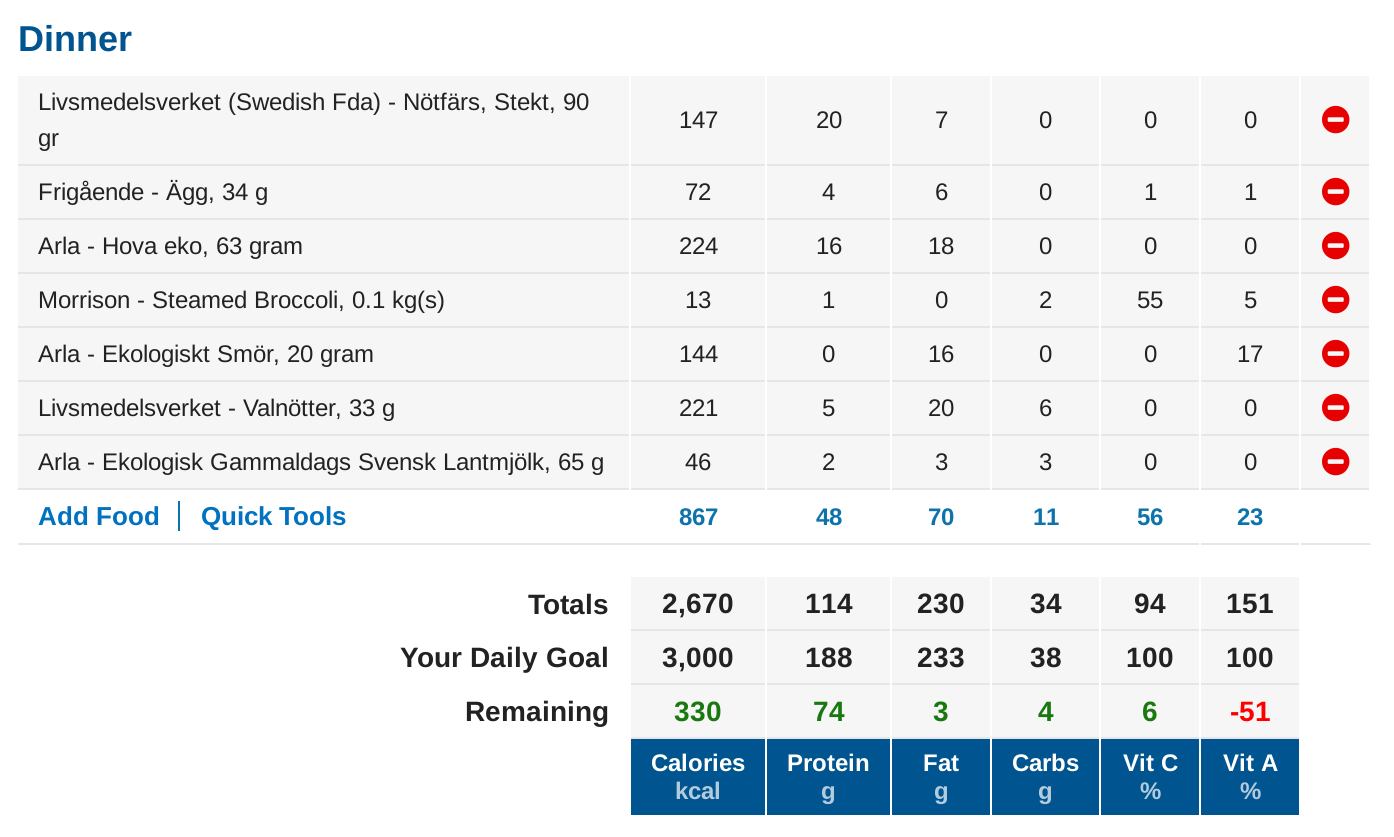 Dinner
Livsmedelsverket (Swedish Fda) - Nötfärs, Stekt, 90
gr 147 20 7 0 0 0
Frigående - Ägg, 34 g 72 4 6 0 1 1
Arla - Hova eko, 63 gram 224 16 18 0 0 0
Morrison - Steamed Broccoli, 0.1 kg(s) 13 1 0 2 55 5
Arla - Ekologiskt Smör, 20 gram 144 0 16 0 0 17
Livsmedelsverket - Valnötter, 33 g 221 5 20 6 0 0
Arla - Ekologisk Gammaldags Svensk Lantmjölk, 65 g 46 2 3 3 0 0
Add Food | Quick Tools 867 48 70 11 56 23
Totals 2,670 114 230 34 94 151
Your Daily Goal 3,000 188 233 38 100 100
Remaining 330 74 3 4 6 -51
Calories Protein Fat Carbs Vit C Vit A
kcal g g g % %